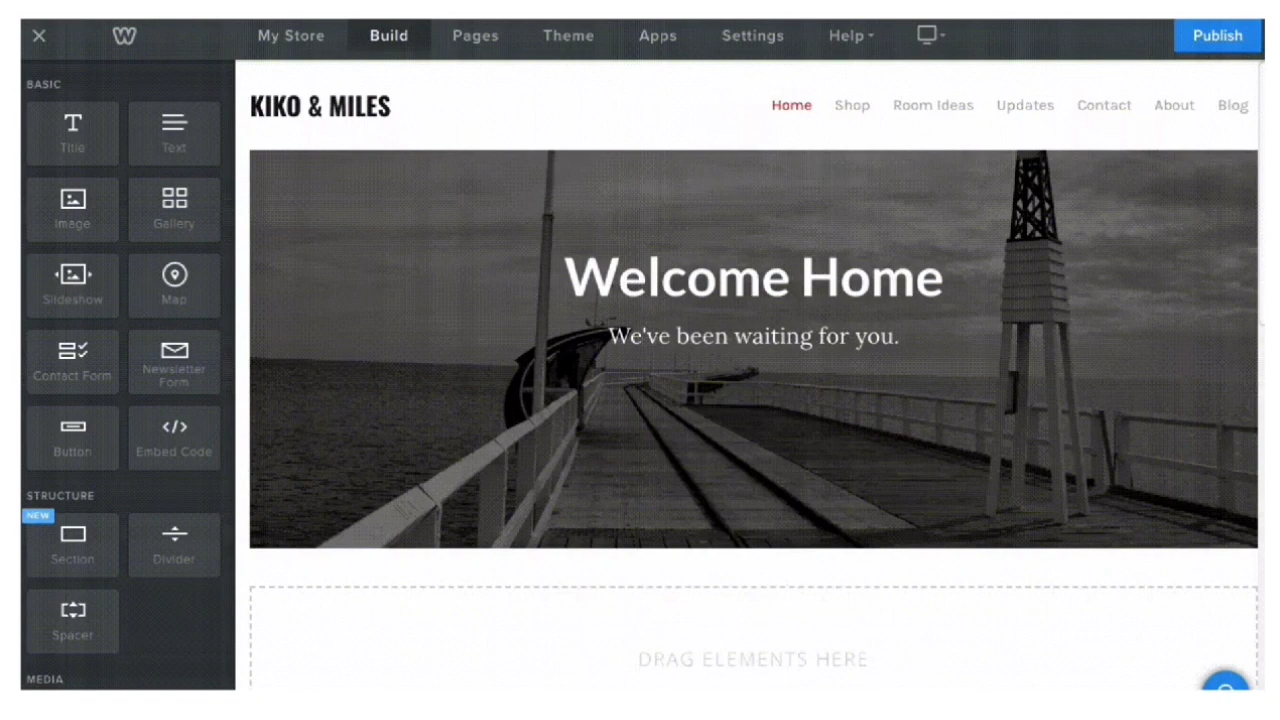 My Store Build Pages Theme Apps Settings Help Publish
BASIC
Title Text
Image Gallery
Slideshow Map
Contact Form Newsletter Form
Button Embed Code
STRUCTURE
NEW
Section Divider
Spacer
MEDIA
KIKO & MILES
Home Shop Room Ideas Updates Contact About Blog
Welcome Home
We've been waiting for you.
DRAG ELEMENTS HERE